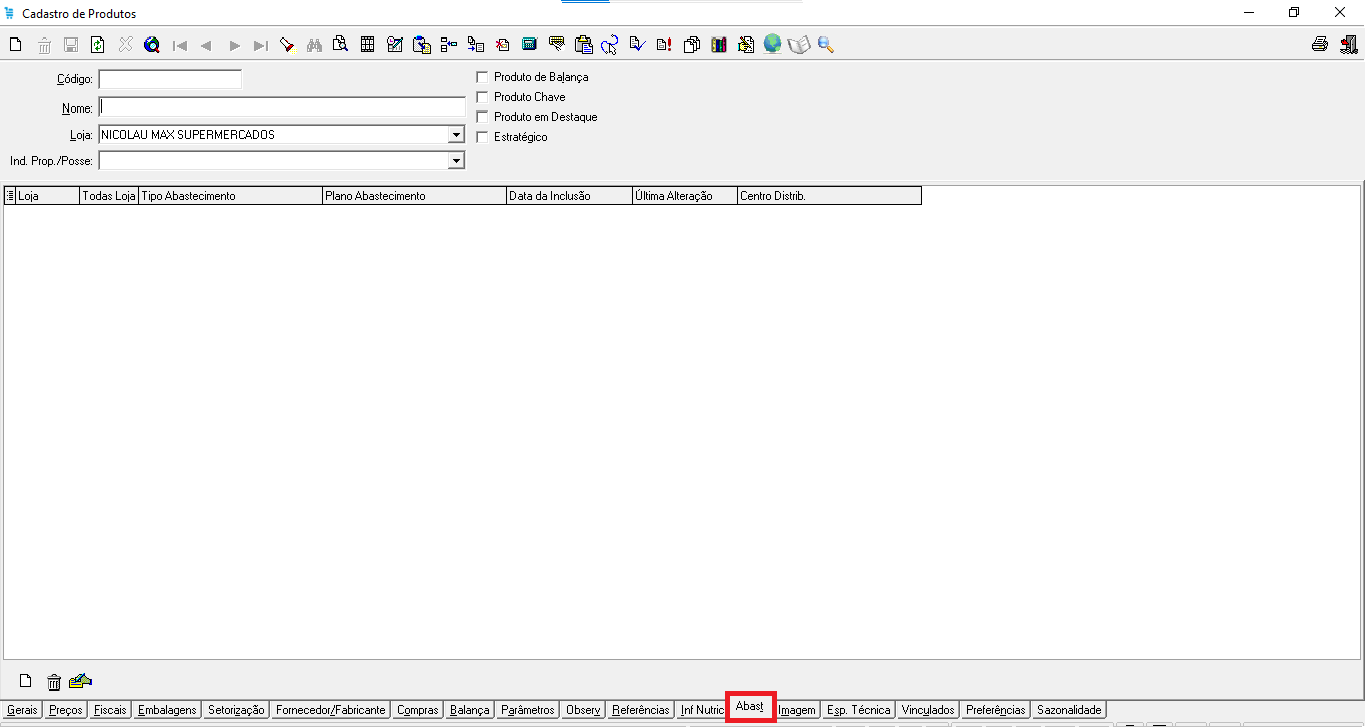 Cadastro de Produtos
Código:
Nome:
Loja: NICOLAU MAX SUPERMERCADOS
Ind. Prop./Posse:
Produto de Balança
Produto Chave
Produto em Destaque
Estratégico
Loja Todas Loja Tipo Abastecimento Plano Abastecimento Data da Inclusão Última Alteração Centro Distrib.
Gerais Preços Fiscais Embalagens Setorização Fornecedor/Fabricante Compras Balança Parâmetros Observ Referências Inf Nutric Abast Imagem Esp. Técnica Vinculados Preferências Sazonalidade